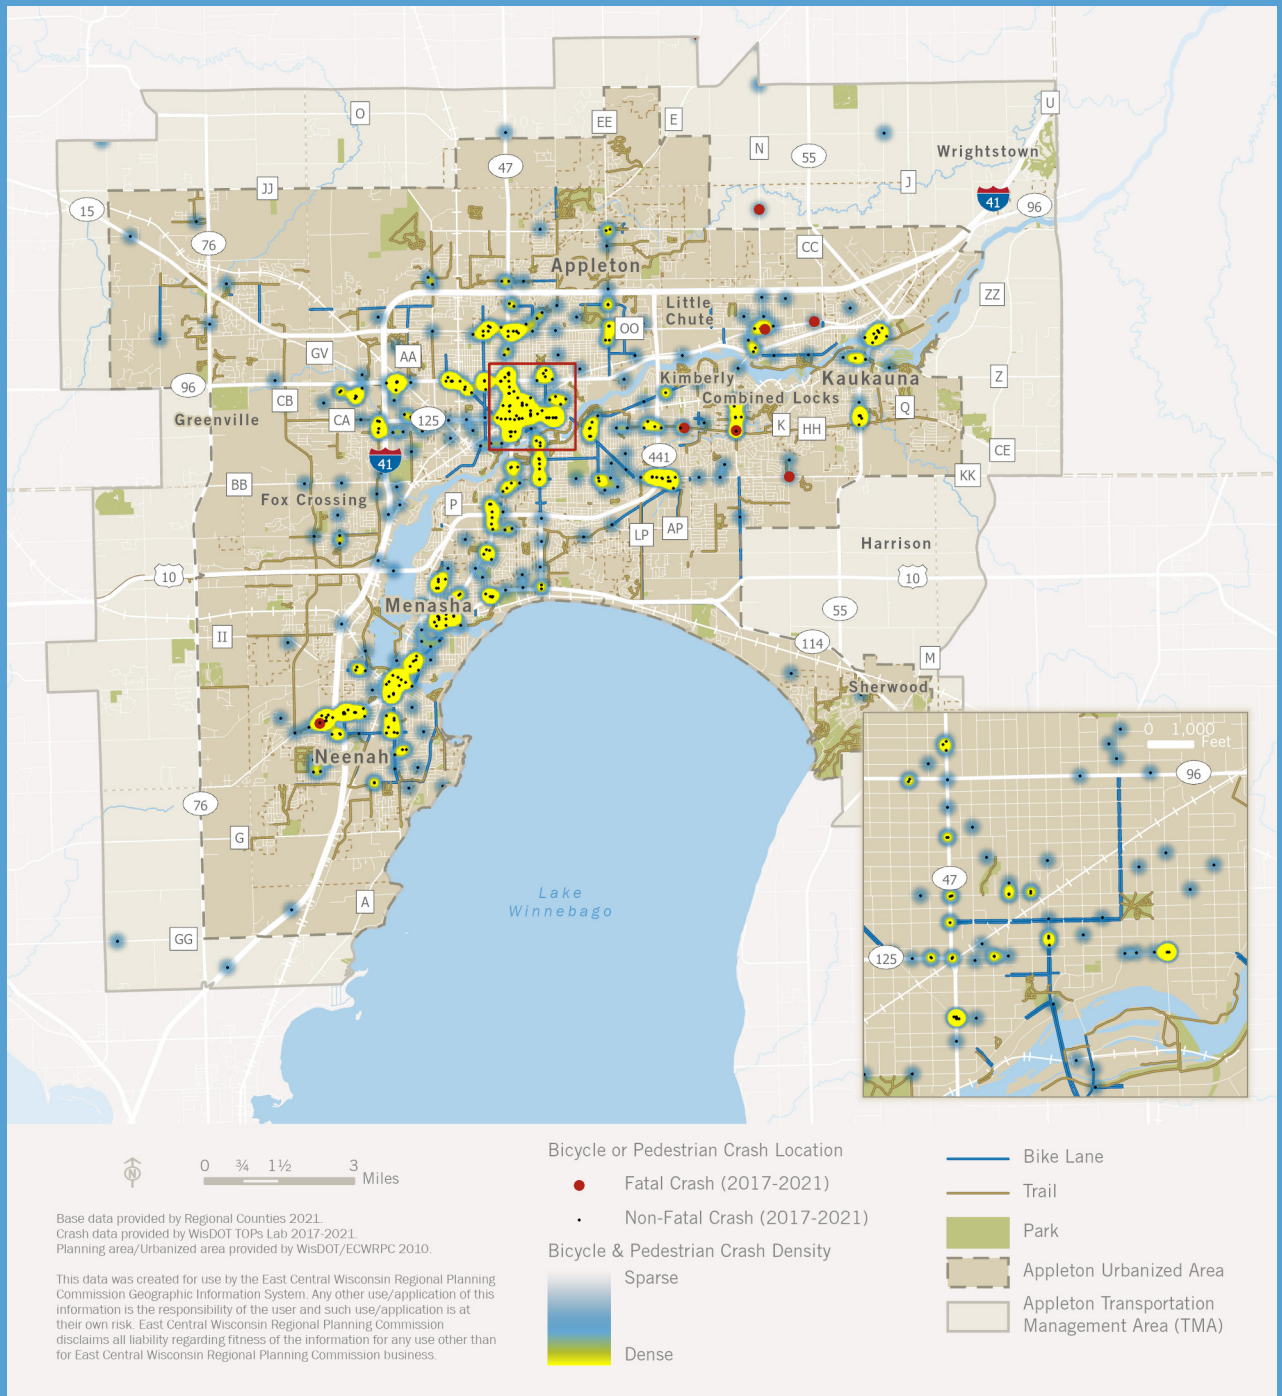 U
O
EE
E
N
55
Wrightstown
47
J
JJ
41
96
15
76
CC
Appleton
ZZ
Little
Chute
OO
GV
AA
Z
96
Kimberly
Kaukauna
CB
Combined Locks
Q
Greenville
CA
125
K
HH
CE
441
41
KK
BB
Fox Crossing
P
LP
AP
Harrison
10
10
Menasha
55
II
114
M
Sherwood
Neenah
76
G
A
GG
Lake
Winnebago
0 1,000
Feet
96
47
125
N
0 ¾ 1½ 3
Miles
Base data provided by Regional Counties 2021.
Crash data provided by WisDOT TOPs Lab 2017-2021.
Planning area/Urbanized area provided by WisDOT/ECWRPC 2010.
This data was created for use by the East Central Wisconsin Regional Planning
Commission Geographic Information System. Any other use/application of this
information is the responsibility of the user and such use/application is at
their own risk. East Central Wisconsin Regional Planning Commission
disclaims all liability regarding fitness of the information for any use other than
for East Central Wisconsin Regional Planning Commission business.
Bicycle or Pedestrian Crash Location
Fatal Crash (2017-2021)
Non-Fatal Crash (2017-2021)
Bicycle & Pedestrian Crash Density
Sparse
Dense
Bike Lane
Trail
Park
Appleton Urbanized Area
Appleton Transportation
Management Area (TMA)